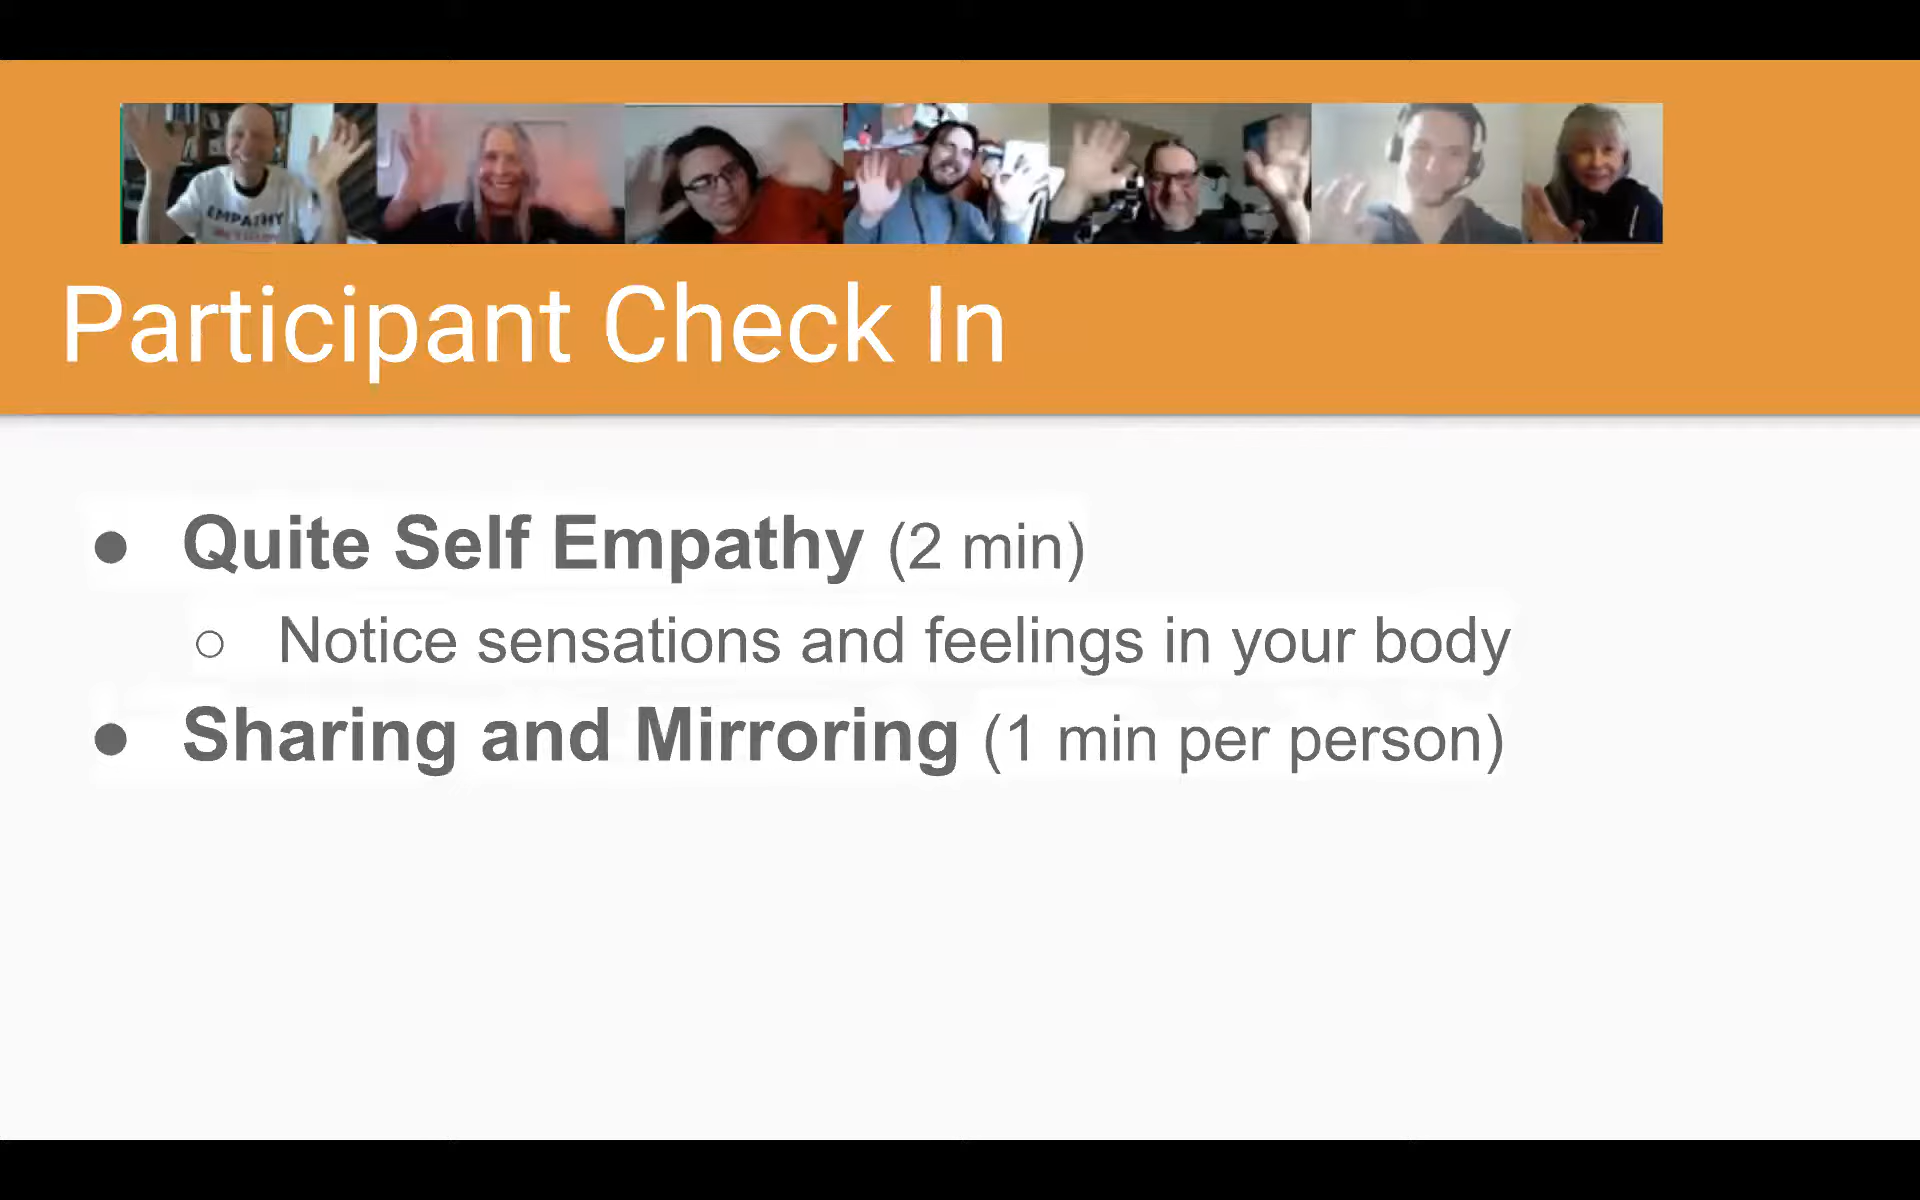 EMPATHY
Participant Check In
● Quite Self Empathy (2 min)
○ Notice sensations and feelings in your body
● Sharing and Mirroring (1 min per person)